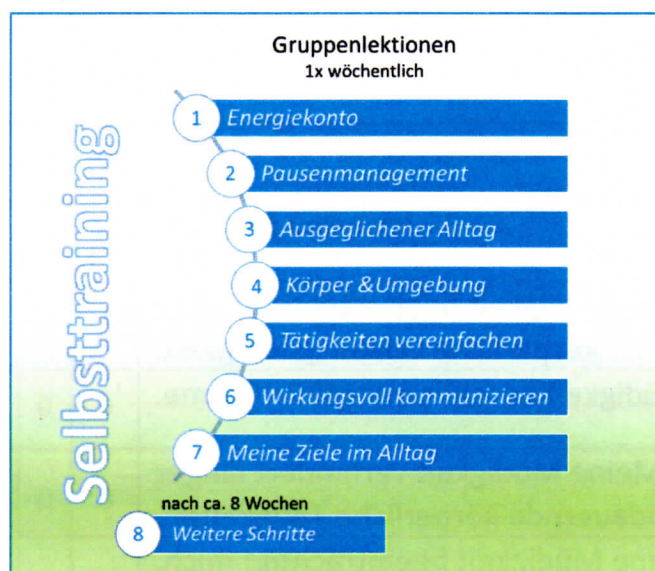 Gruppenlektionen
1x wöchentlich
Selbsttraining
1 Energiekonto
2 Pausenmanagement
3 Ausgeglichener Alltag
4 Körper &Umgebung
5 Tätigkeiten vereinfachen
6 Wirkungsvoll kommunizieren
7 Meine Ziele im Alltag
nach ca. 8 Wochen
8 Weitere Schritte